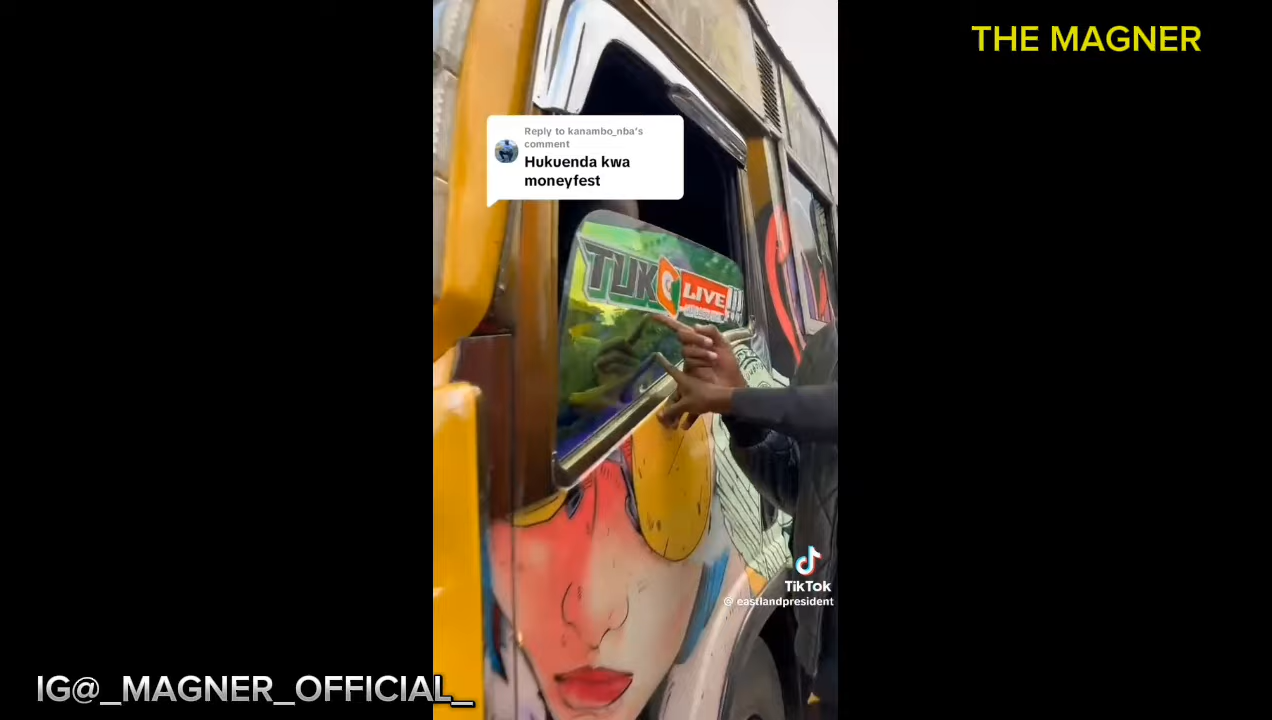 THE MAGNER
Reply to kanambo_nba's
comment
Hukuenda kwa
moneyfest
TUKO
LIVE!!!
TikTok
@ eastlandpresident
IG@_MAGNER_OFFICIAL_